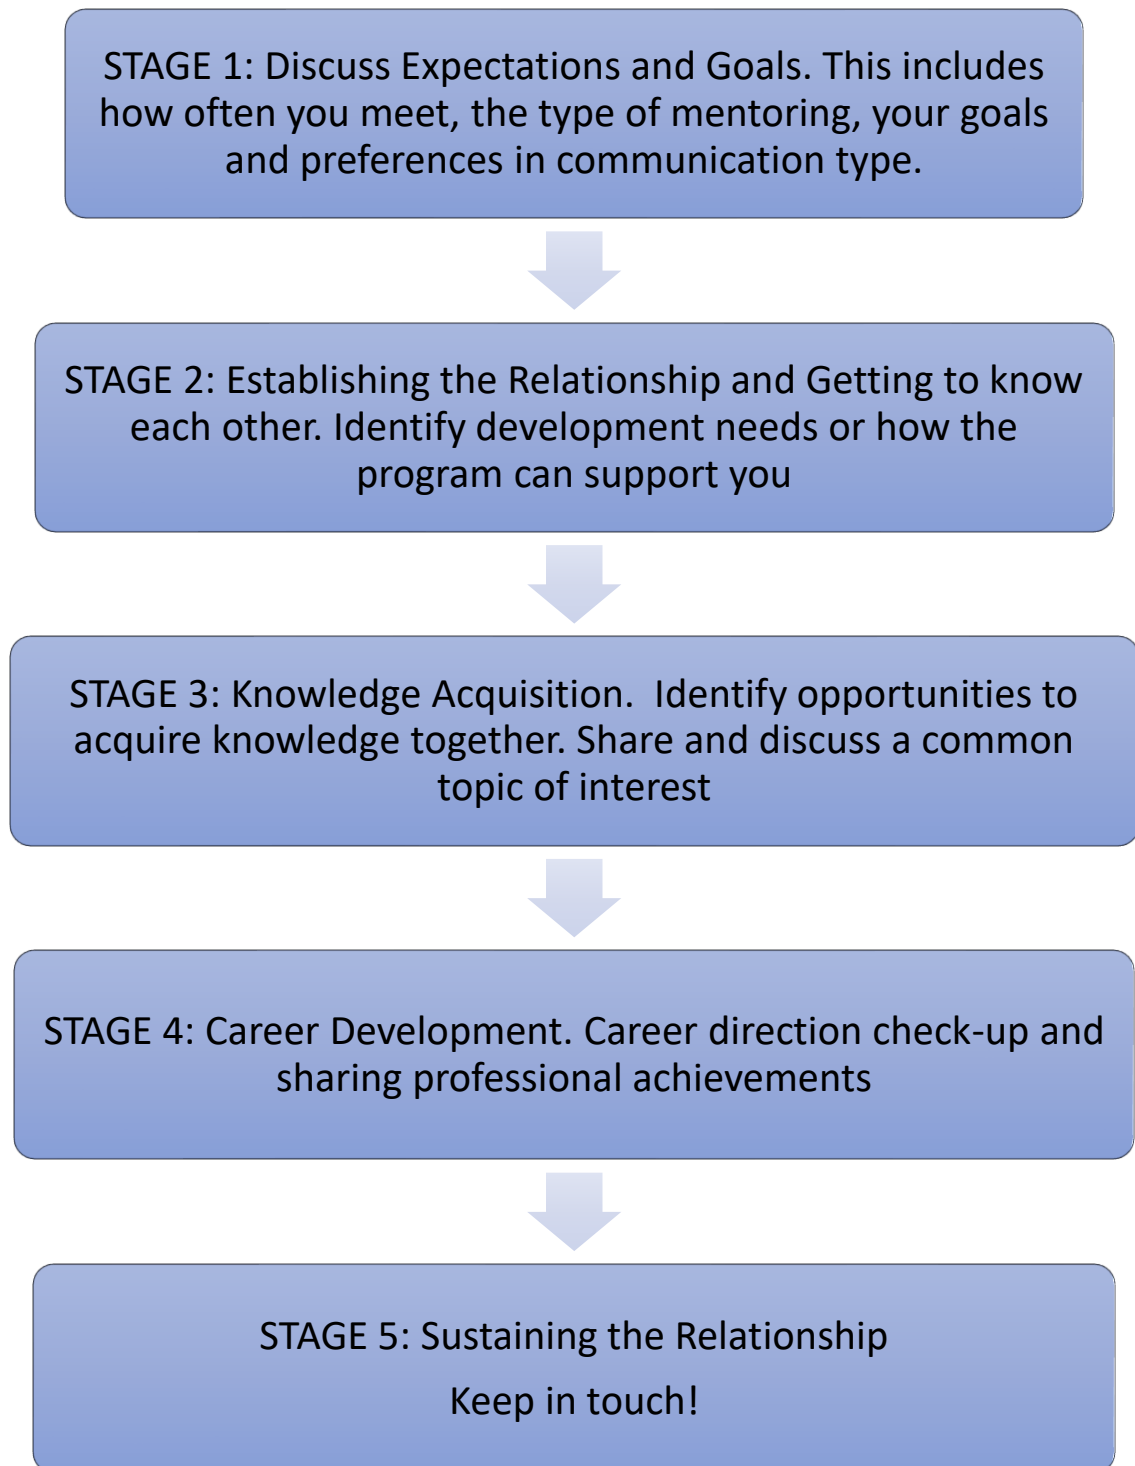 STAGE 1: Discuss Expectations and Goals. This includes
how often you meet, the type of mentoring, your goals
and preferences in communication type.
STAGE 2: Establishing the Relationship and Getting to know
each other. Identify development needs or how the
program can support you
STAGE 3: Knowledge Acquisition.  Identify opportunities to
acquire knowledge together. Share and discuss a common
topic of interest
STAGE 4: Career Development. Career direction check-up and
sharing professional achievements
STAGE 5: Sustaining the Relationship
Keep in touch!